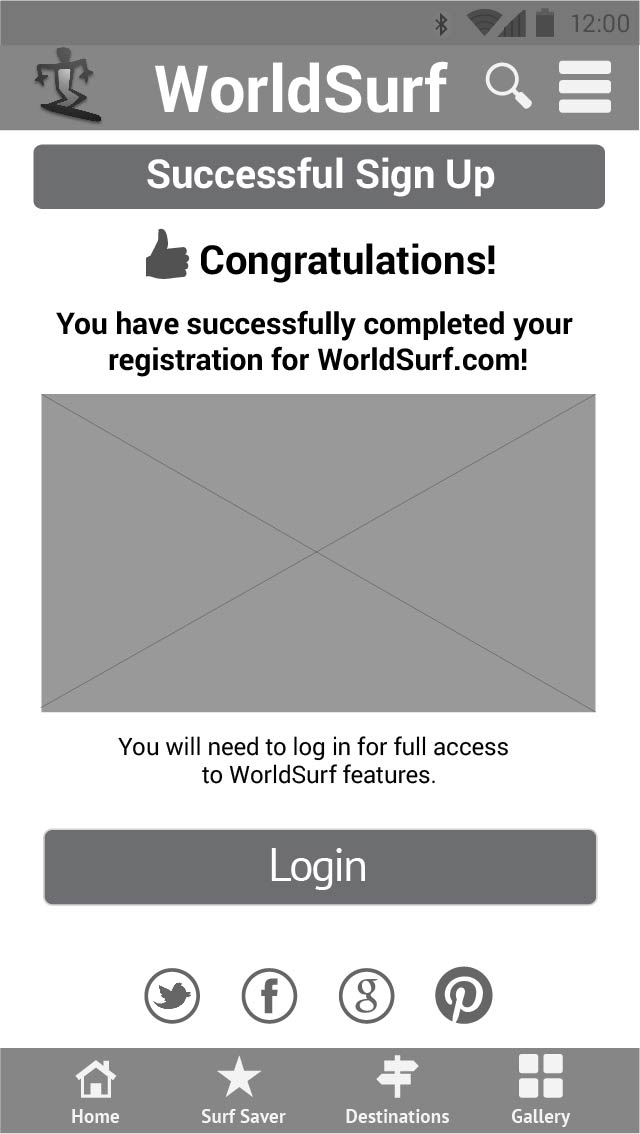 12:00
WorldSurf
Successful Sign Up
Congratulations!
You have successfully completed your
registration for WorldSurf.com!
You will need to log in for full access
to WorldSurf features.
Login
Home Surf Saver Destinations Gallery